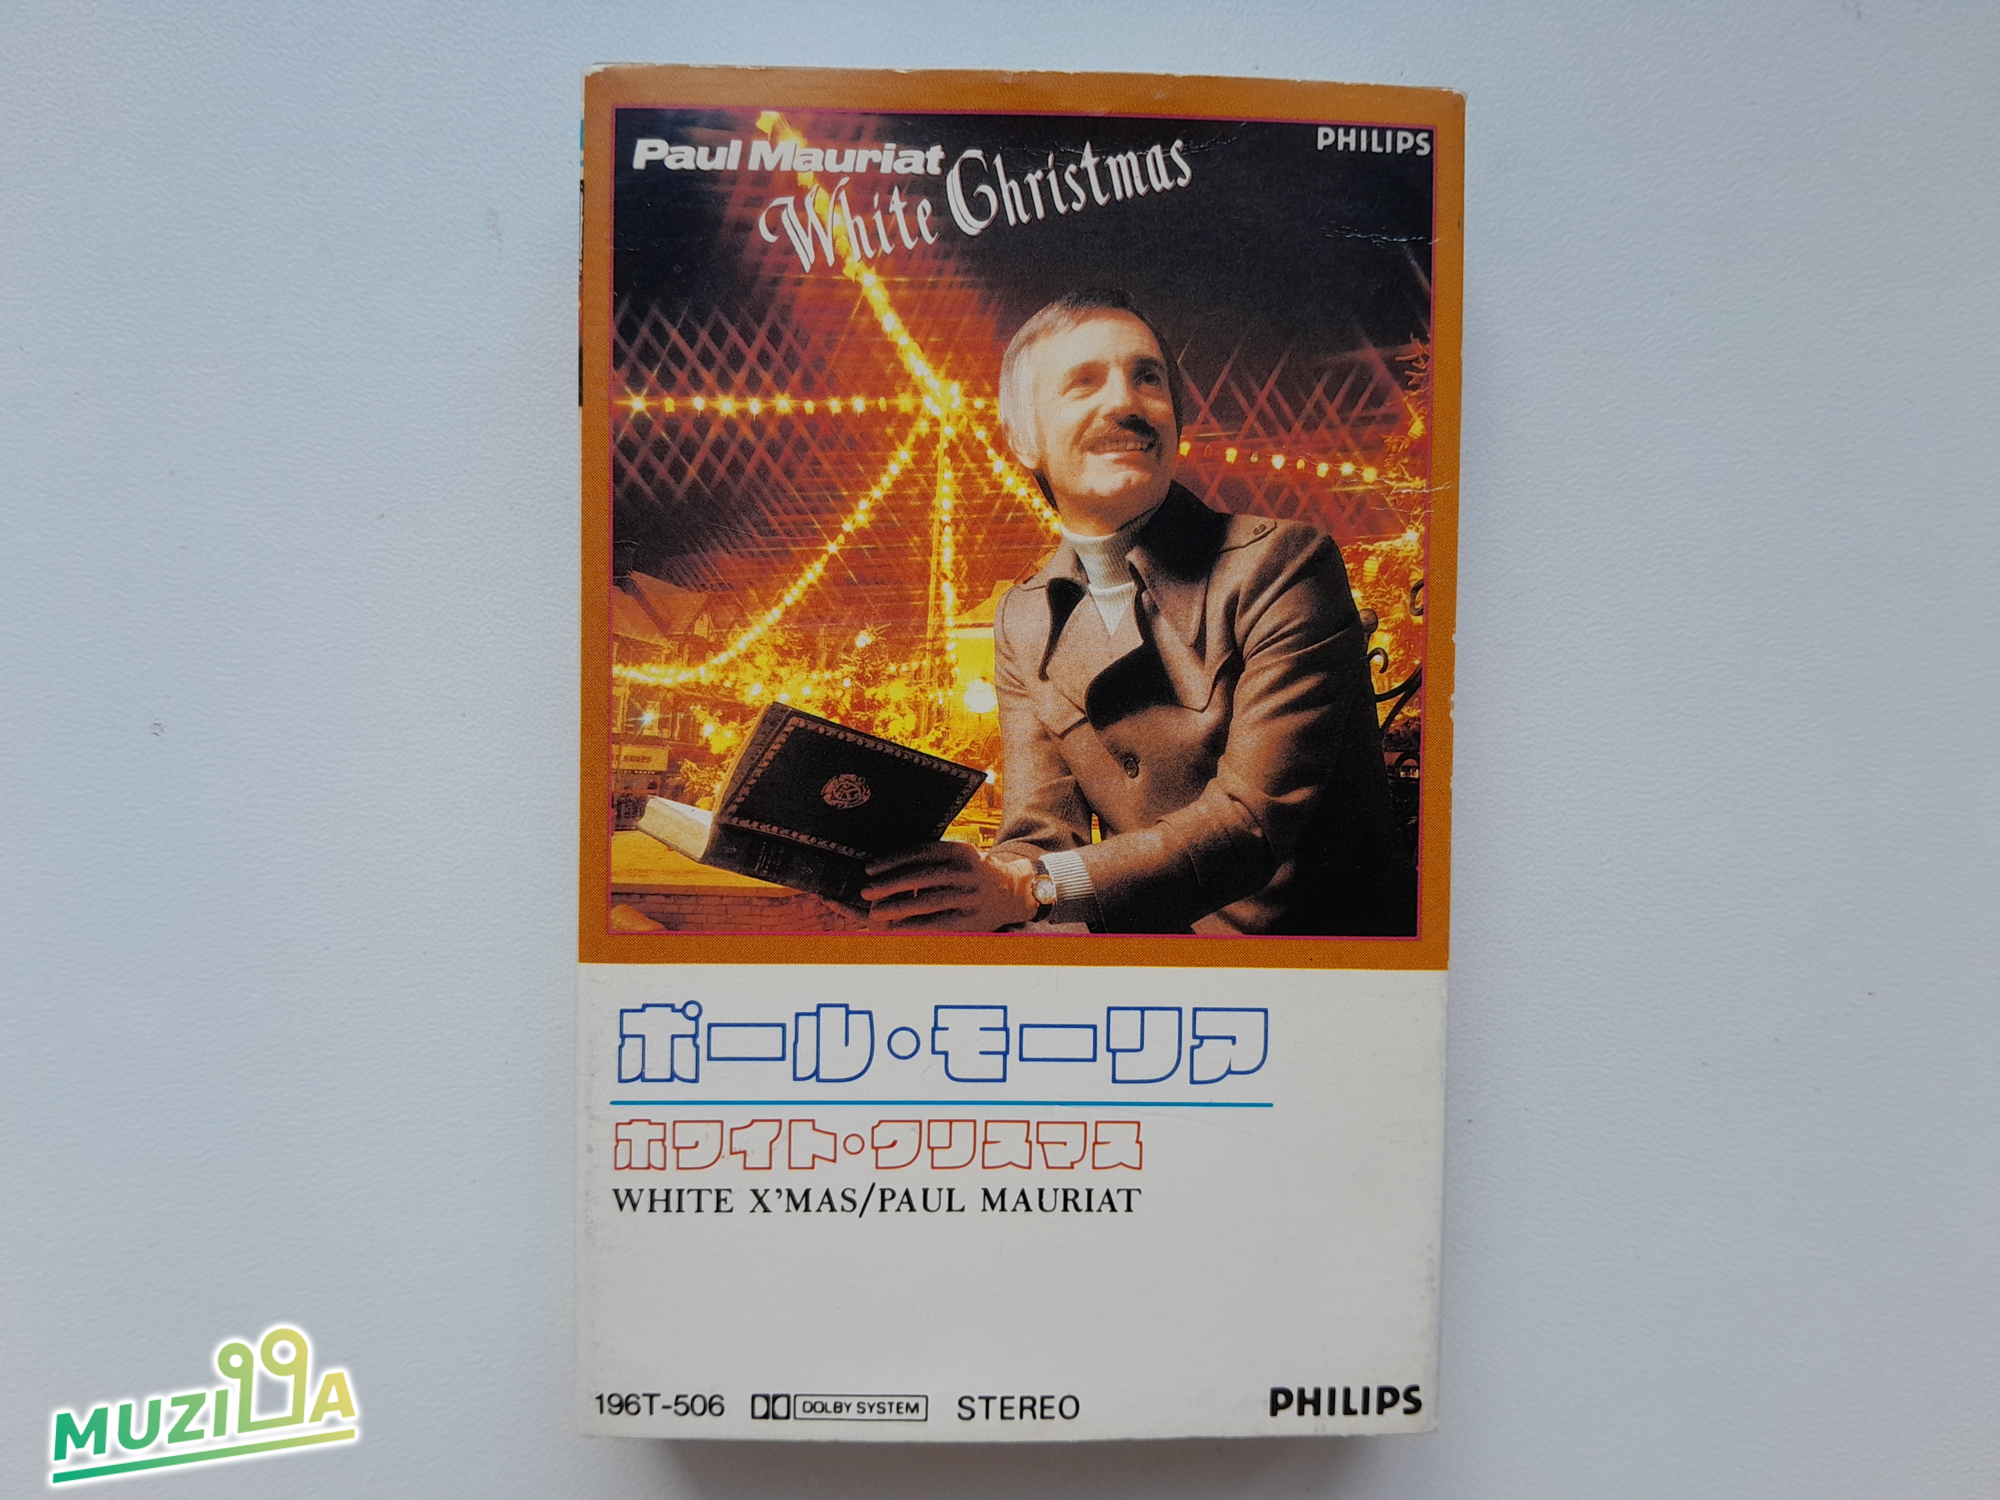 Paul Mauriat
White Christmas
PHILIPS
ポール・モーリア
ホワイト・クリスマス
WHITE X'MAS/PAUL MAURIAT
196T-506 DOLBY SYSTEM STEREO PHILIPS
MUZILLA